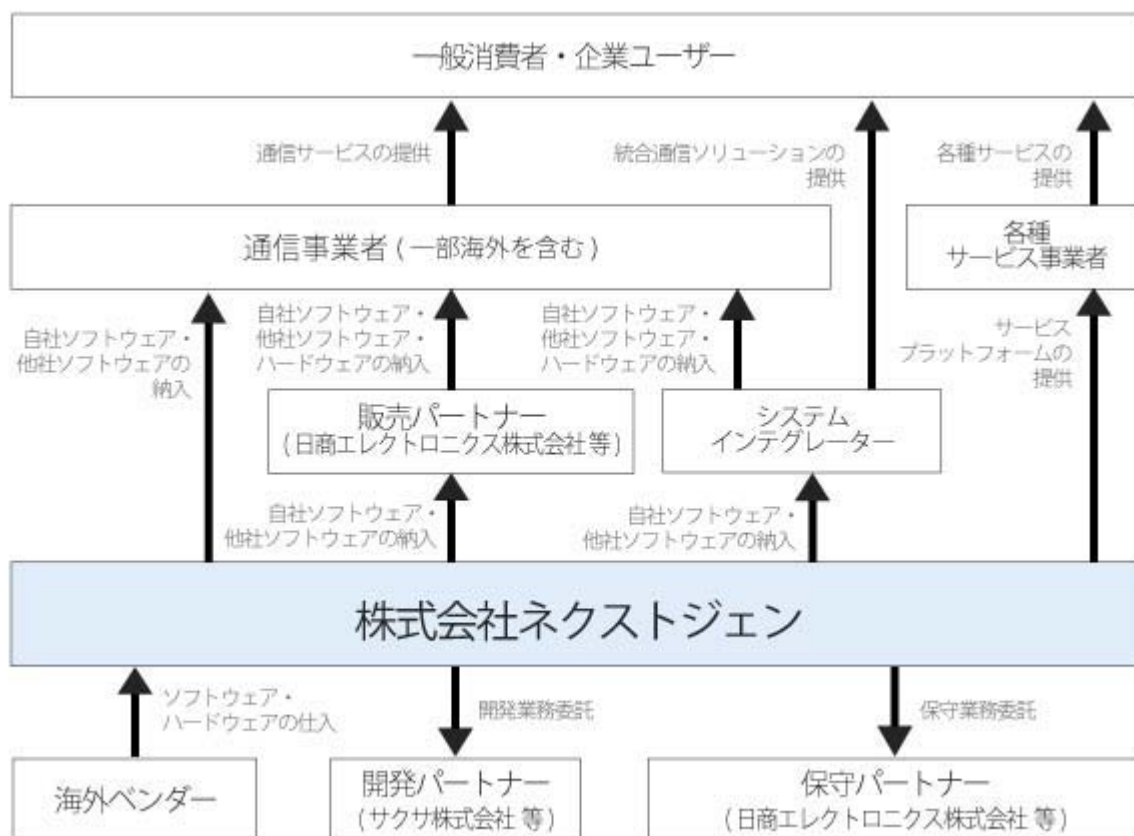 一般消費者・企業ユーザー
通信サービスの提供
統合通信ソリューションの
提供
各種サービスの
提供
通信事業者 ( 一部海外を含む )
各種
サービス事業者
自社ソフトウェア・
他社ソフトウェアの
納入
自社ソフトウェア・
他社ソフトウェア・
ハードウェアの納入
自社ソフトウェア・
他社ソフトウェア・
ハードウェアの納入
サービス
プラットフォームの
提供
販売パートナー
(日商エレクトロニクス株式会社 等 )
システム
インテグレーター
自社ソフトウェア・
他社ソフトウェアの納入
自社ソフトウェア・
他社ソフトウェアの納入
株式会社ネクストジェン
ソフトウェア・
ハードウェアの仕入
開発業務委託
保守業務委託
海外ベンダー
開発パートナー
(サクサ株式会社 等 )
保守パートナー
( 日商エレクトロニクス株式会社 等 )